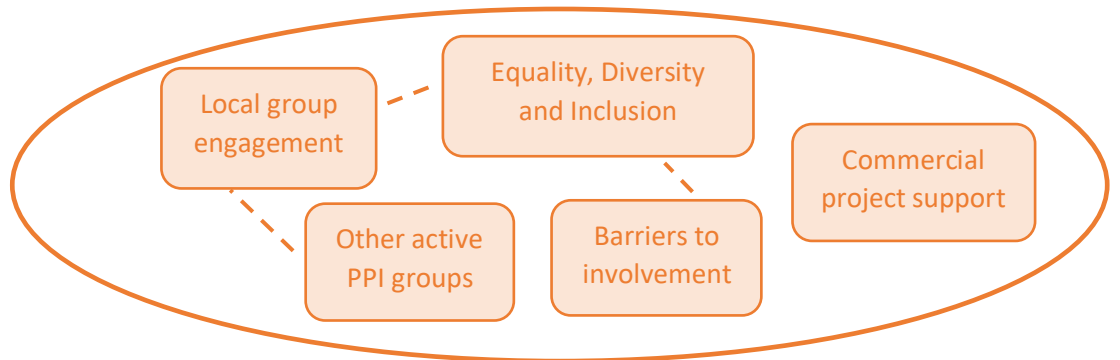 Local group
engagement
Equality, Diversity
and Inclusion
Commercial
project support
Other active
PPI groups
Barriers to
involvement